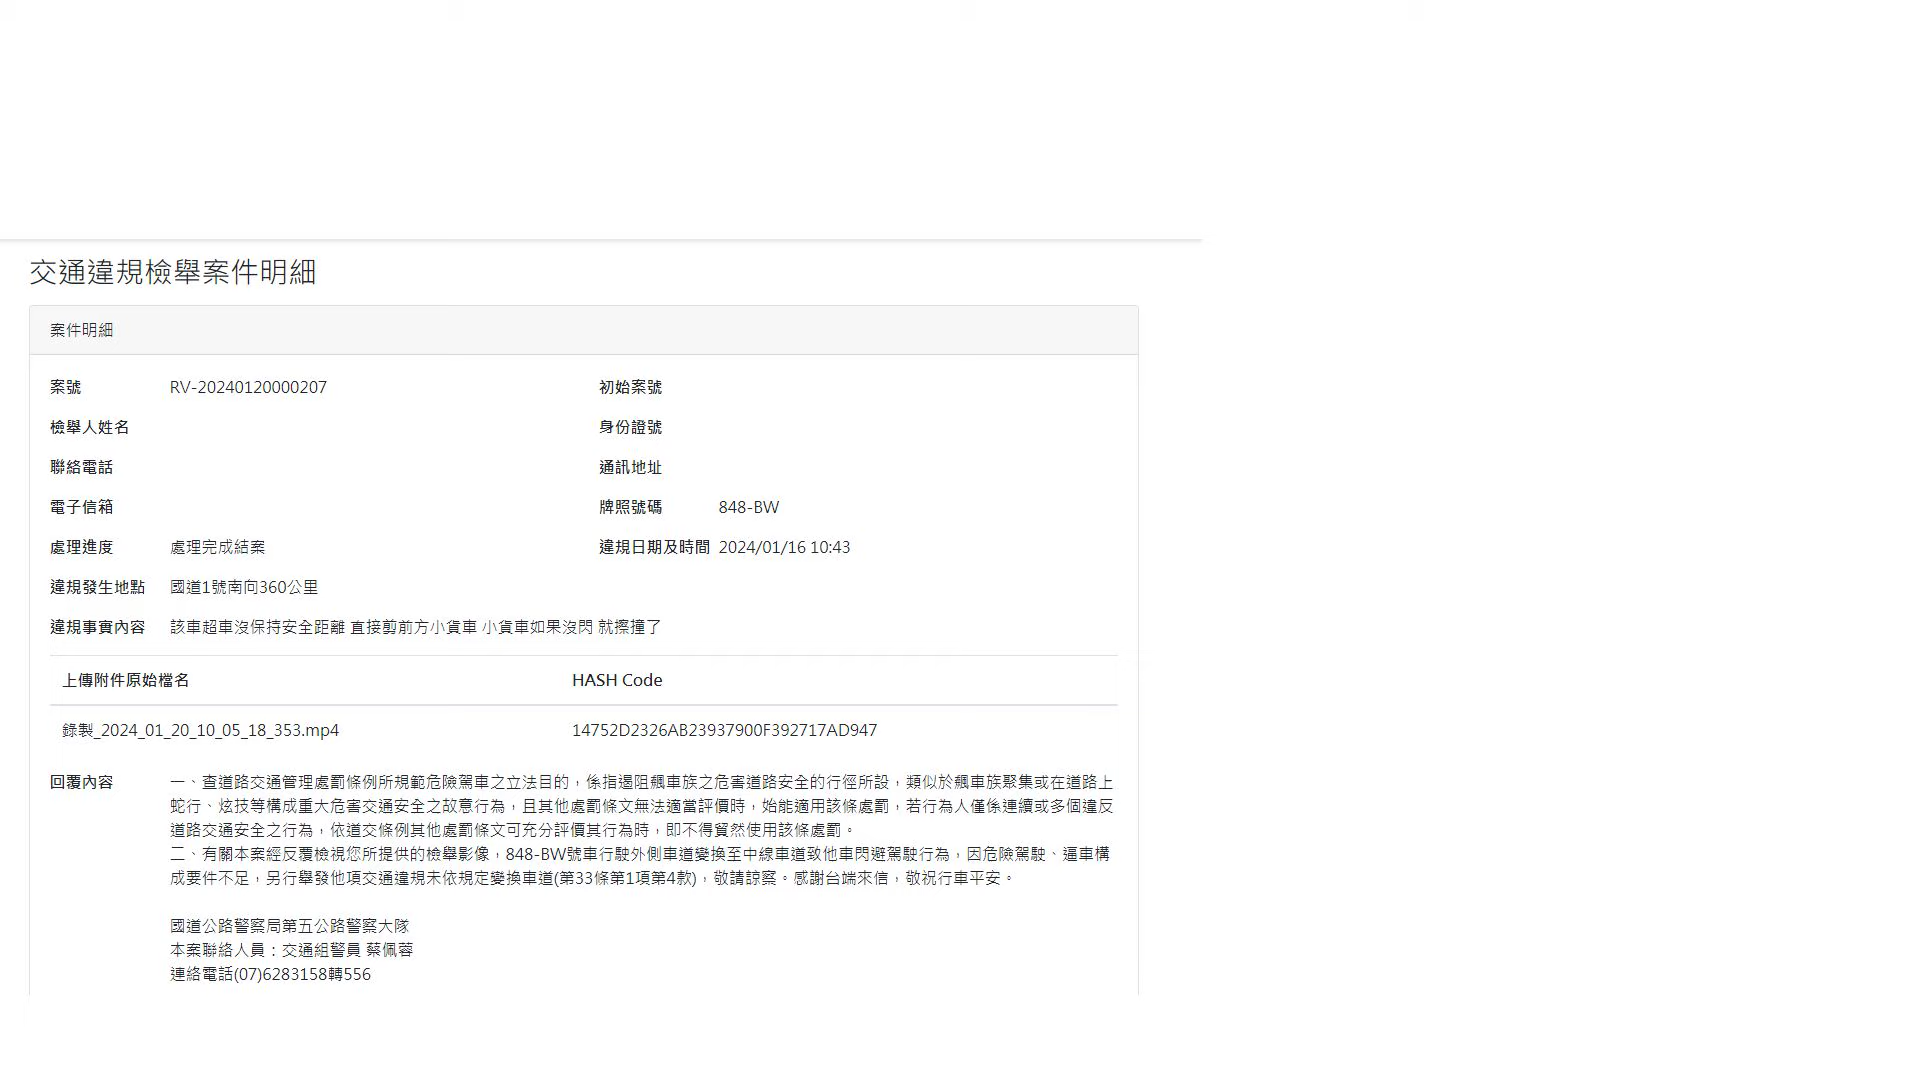 交通違規檢舉案件明細
案件明細
案號 RV-20240120000207 初始案號
檢舉人姓名 身份證號
聯絡電話 通訊地址
電子信箱 牌照號碼 848-BW
處理進度 處理完成結案 違規日期及時間 2024/01/16 10:43
違規發生地點 國道1號南向360公里
違規事實內容 該車超車沒保持安全距離 直接剪前方小貨車 小貨車如果沒閃 就擦撞了
上傳附件原始檔名 HASH Code
錄製_2024_01_20_10_05_18_353.mp4 14752D2326AB23937900F392717AD947
回覆內容 一、查道路交通管理處罰條例所規範危險駕車之立法目的，係指遏阻飆車族之危害道路安全的行徑所設，類似於飆車族聚集或在道路上
蛇行、炫技等構成重大危害交通安全之故意行為，且其他處罰條文無法適當評價時，始能適用該條處罰，若行為人僅係連續或多個違反
道路交通安全之行為，依道交條例其他處罰條文可充分評價其行為時，即不得貿然使用該條處罰。
二、有關本案經反覆檢視您所提供的檢舉影像，848-BW號車行駛外側車道變換至中線車道致他車閃避駕駛行為，因危險駕駛、逼車構
成要件不足，另行舉發他項交通違規未依規定變換車道(第33條第1項第4款)，敬請諒察。感謝台端來信，敬祝行車平安。
國道公路警察局第五公路警察大隊
本案聯絡人員：交通組警員 蔡佩蓉
連絡電話(07)6283158轉556